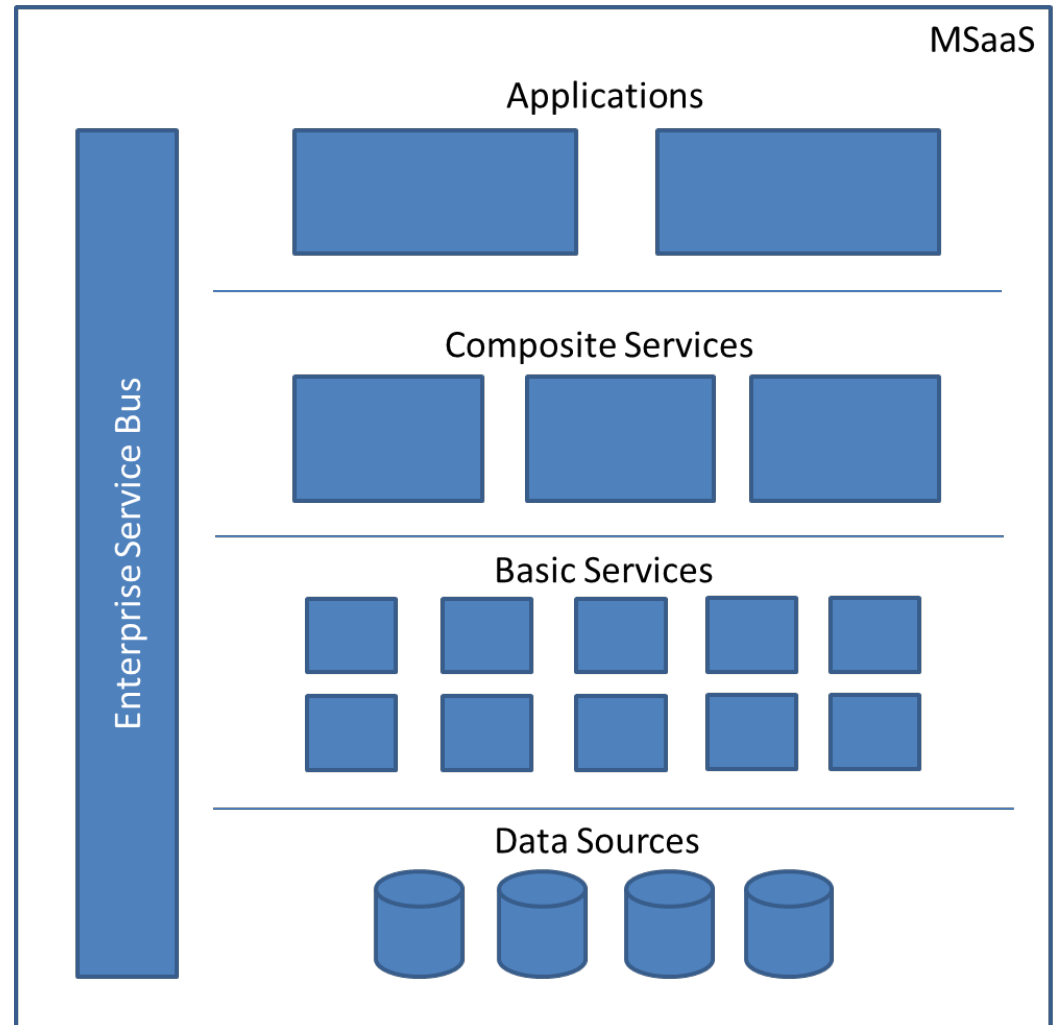 MSaaS
Applications
Enterprise Service Bus
Composite Services
Basic Services
Data Sources